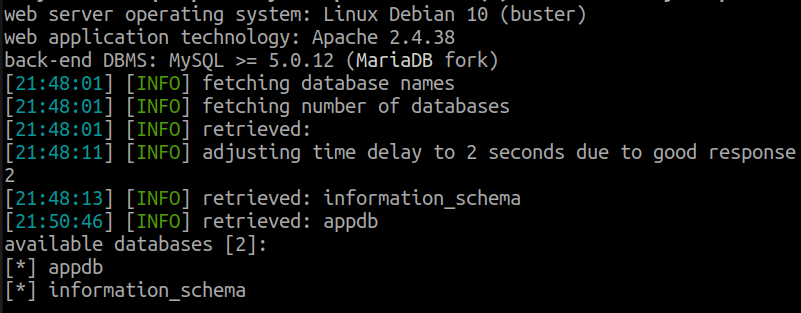 web server operating system: Linux Debian 10 (buster)
web application technology: Apache 2.4.38
back-end DBMS: MySQL >= 5.0.12 (MariaDB fork)
[21:48:01] [INFO] fetching database names
[21:48:01] [INFO] fetching number of databases
[21:48:01] [INFO] retrieved:
[21:48:11] [INFO] adjusting time delay to 2 seconds due to good response
2
[21:48:13] [INFO] retrieved: information_schema
[21:50:46] [INFO] retrieved: appdb
available databases [2]:
[*] appdb
[*] information_schema